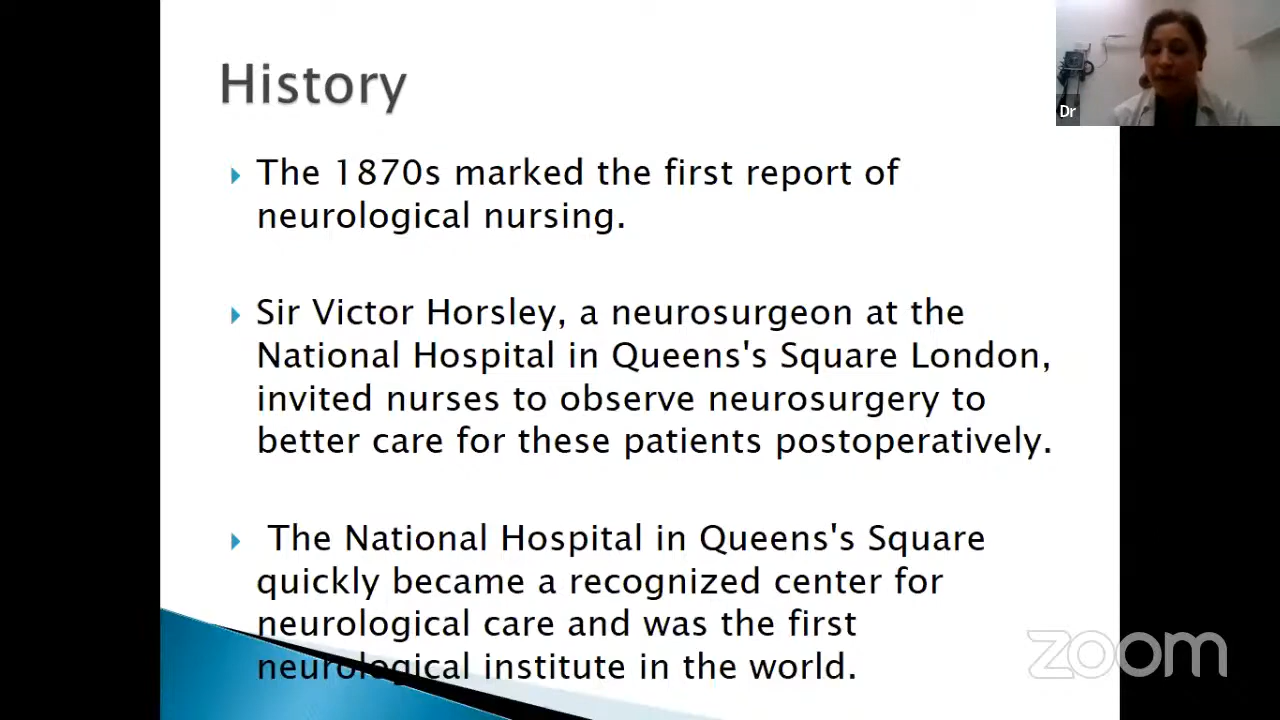 History
Dr
The 1870s marked the first report of
neurological nursing.
Sir Victor Horsley, a neurosurgeon at the
National Hospital in Queens's Square London,
invited nurses to observe neurosurgery to
better care for these patients postoperatively.
The National Hospital in Queens's Square
quickly became a recognized center for
neurological care and was the first
neurological institute in the world.
zoom